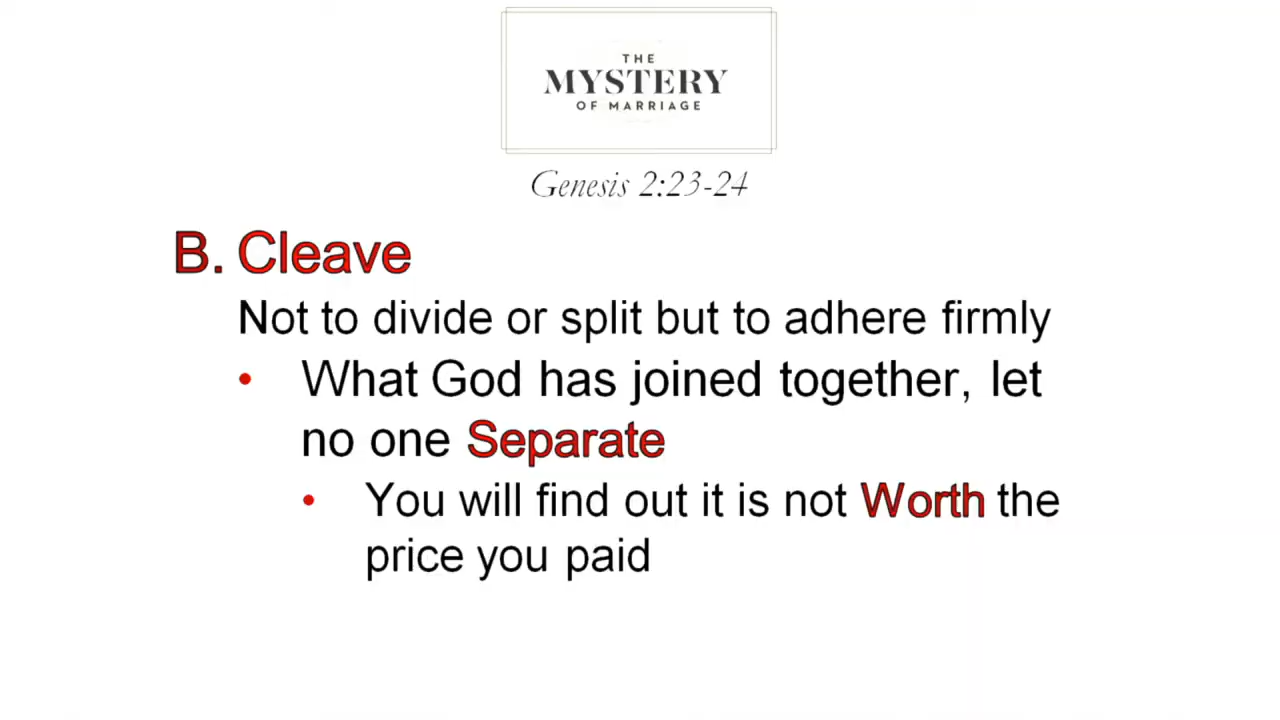 THE
MYSTERY
OF MARRIAGE
Genesis 2:23-24
B. Cleave
Not to divide or split but to adhere firmly
• What God has joined together, let
no one Separate
• You will find out it is not Worth the
price you paid